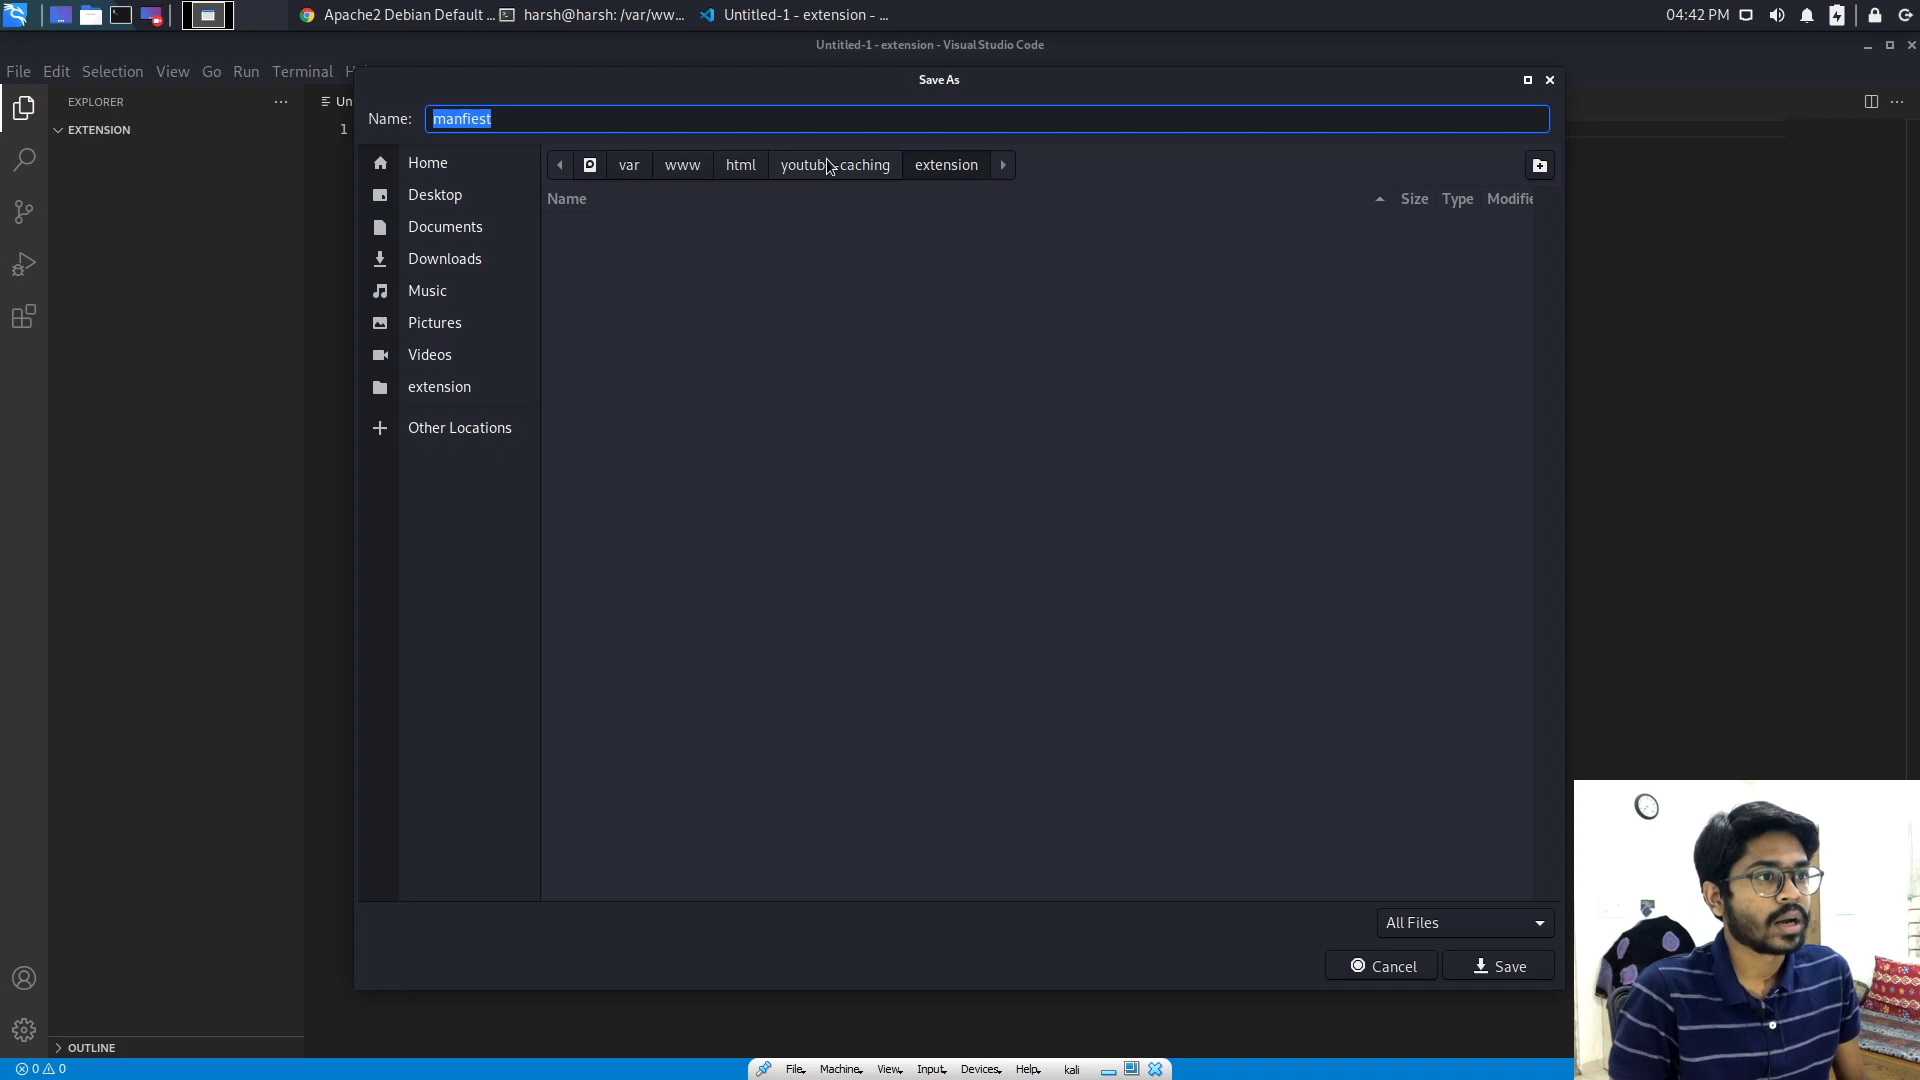 Apache2 Debian Default ... harsh@harsh: /var/ww... Untitled-1 - extension - ... 04:42 PM
Untitled-1 - extension - Visual Studio Code
File Edit Selection View Go Run Terminal
Save As
EXPLORER
Name: manfiest
EXTENSION
1
Home
Desktop
Documents
Downloads
Music
Pictures
Videos
extension
Other Locations
var www html youtube-caching extension
Name Size Type Modifie
All Files
Cancel Save
OUTLINE
0 0
File Machine View Input Devices Help kali